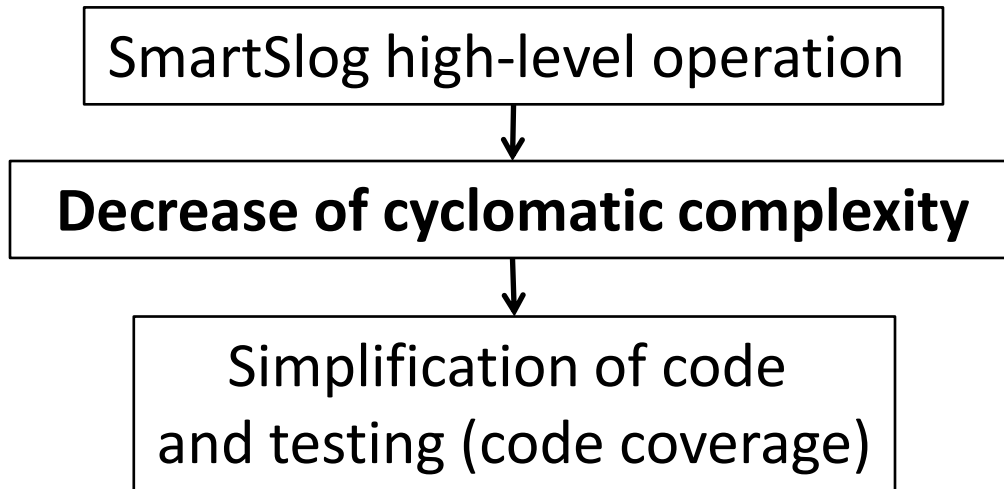 SmartSlog high-level operation
Decrease of cyclomatic complexity
Simplification of code
and testing (code coverage)